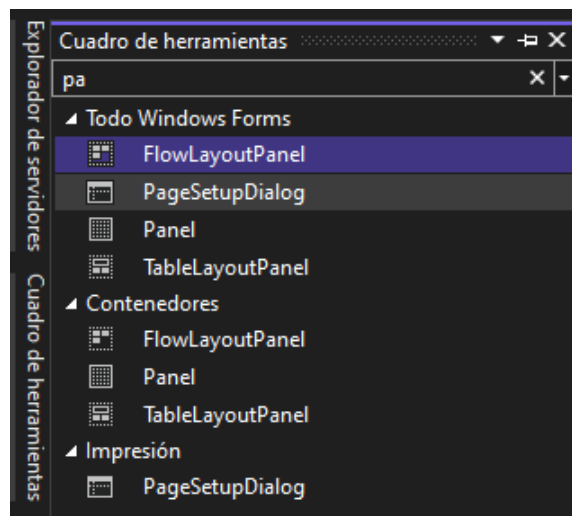 Explorador de servidores
Cuadro de herramientas
Cuadro de herramientas
pa
Todo Windows Forms
FlowLayoutPanel
PageSetupDialog
Panel
TableLayoutPanel
Contenedores
FlowLayoutPanel
Panel
TableLayoutPanel
Impresión
PageSetupDialog